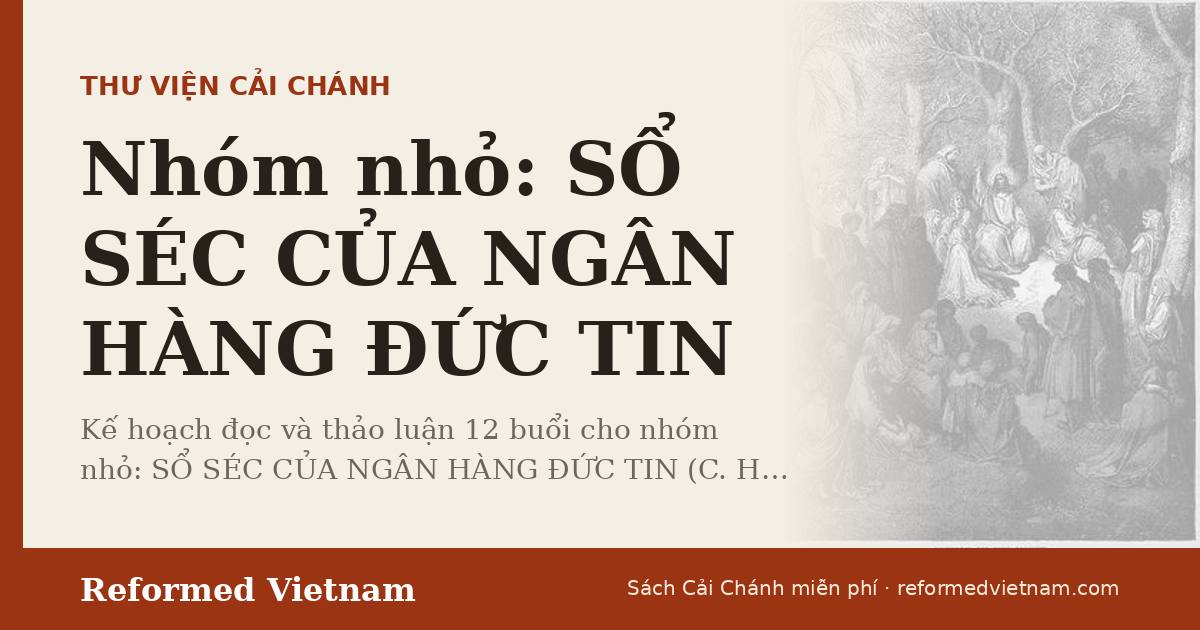 THƯ VIỆN CẢI CHÁNH
Nhóm nhỏ: SỔ
SÉC CỦA NGÂN
HÀNG ĐỨC TIN
Kế hoạch đọc và thảo luận 12 buổi cho nhóm
nhỏ: SỔ SÉC CỦA NGÂN HÀNG ĐỨC TIN (C. H…
Reformed Vietnam
Sách Cải Chánh miễn phí · reformedvietnam.com